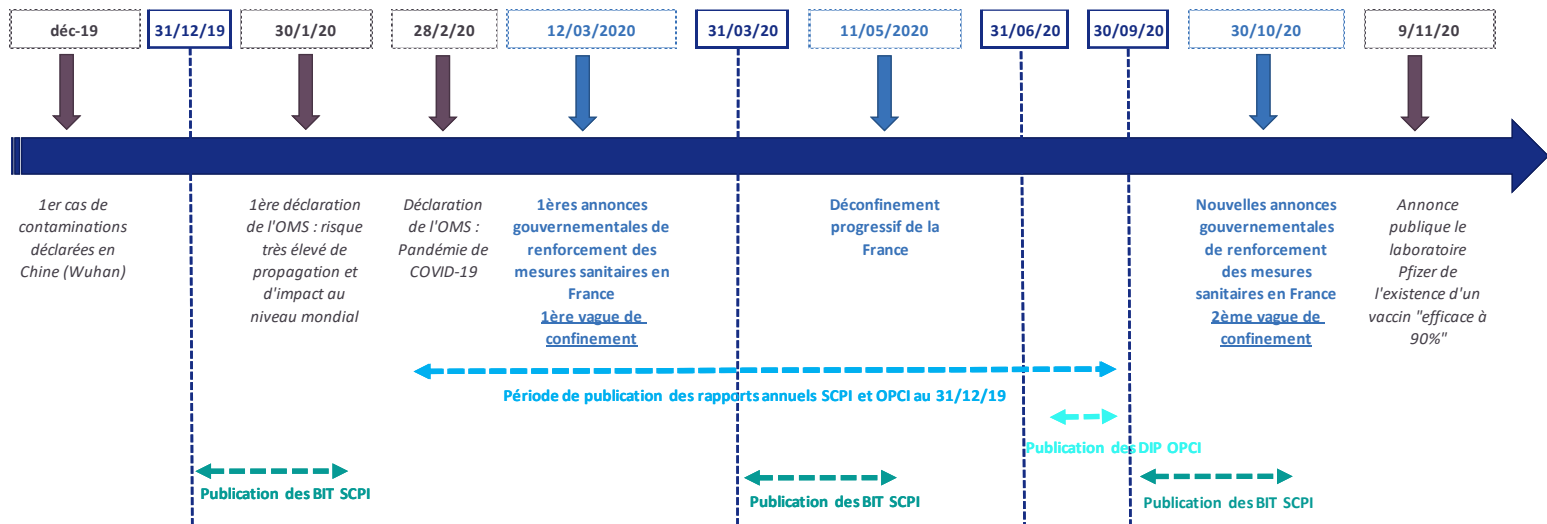 déc-19
31/12/19
30/1/20
28/2/20
12/03/2020
31/03/20
11/05/2020
31/06/20
30/09/20
30/10/20
9/11/20
1er cas de
contaminations
déclarées en
Chine (Wuhan)
1ère déclaration
de l'OMS : risque
très élevé de
propagation et
d'impact au
niveau mondial
Déclaration
de l'OMS :
Pandémie de
COVID-19
1ères annonces
gouvernementales de
renforcement des
mesures sanitaires en
France
1ère vague de
confinement
Déconfinement
progressif de la
France
Nouvelles annonces
gouvernementales
de renforcement
des mesures
sanitaires en France
2ème vague de
confinement
Annonce
publique le
laboratoire
Pfizer de
l'existence d'un
vaccin "efficace à
90%"
Période de publication des rapports annuels SCPI et OPCI au 31/12/19
Publication des DIP OPCI
Publication des BIT SCPI
Publication des BIT SCPI
Publication des BIT SCPI